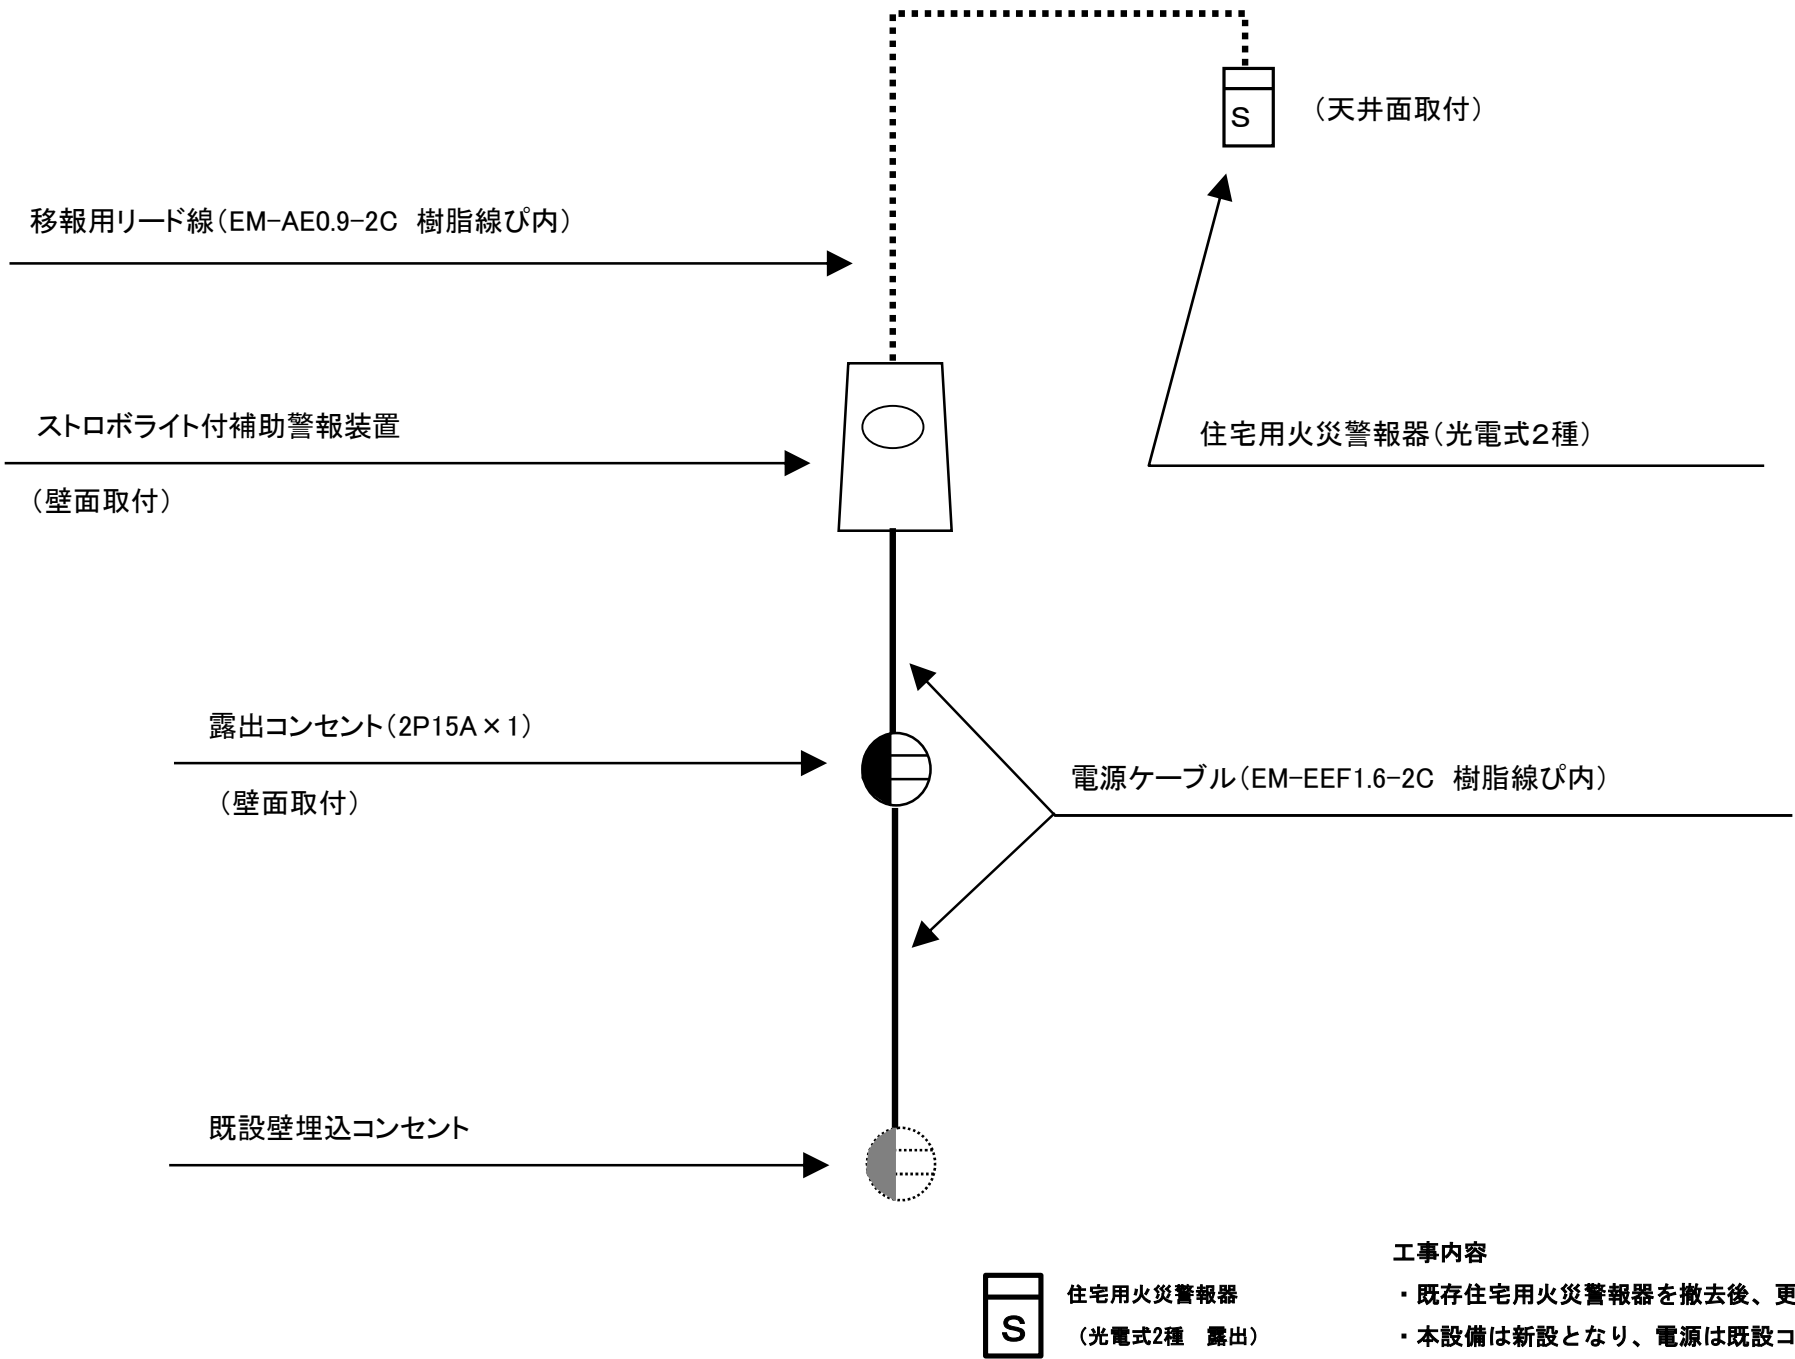 （天井面取付）
S
移報用リード線（EM-AE0.9-2C 樹脂線ぴ内）
ストロボライト付補助警報装置
（壁面取付）
住宅用火災警報器（光電式２種）
露出コンセント（2P15A×1）
（壁面取付）
電源ケーブル（EM-EEF1.6-2C 樹脂線ぴ内）
既設壁埋込コンセント
S
住宅用火災警報器
（光電式2種　露出）
工事内容
・既存住宅用火災警報器を撤去後、更
・本設備は新設となり、電源は既設コ